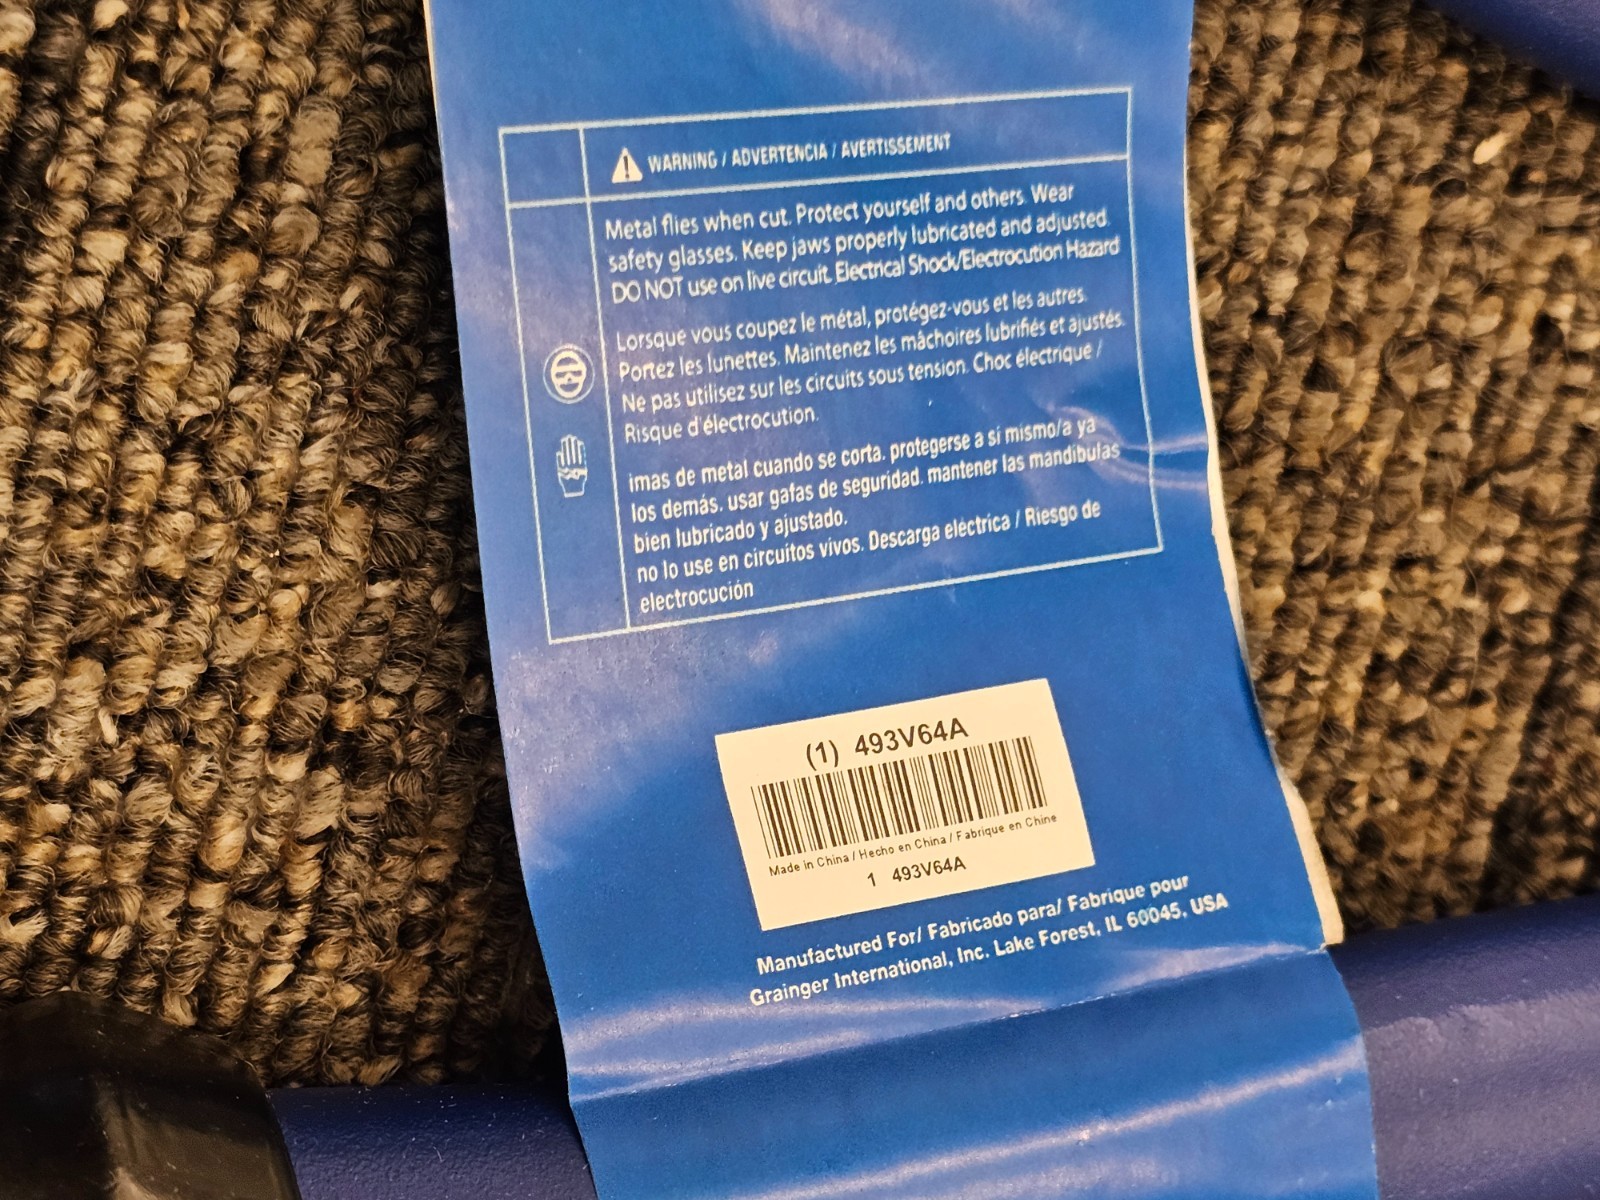 WARNING / ADVERTENCIA / AVERTISSEMENT
Metal flies when cut. Protect yourself and others. Wear
safety glasses. Keep jaws properly lubricated and adjusted.
DO NOT use on live circuit. Electrical Shock/Electrocution Hazard
Lorsque vous coupez le métal, protégez-vous et les autres.
Portez les lunettes. Maintenez les mâchoires lubrifiés et ajustés.
Ne pas utilisez sur les circuits sous tension. Choc électrique /
Risque d'électrocution.
imas de metal cuando se corta. protegerse a sí mismo/a ya
los demás. usar gafas de seguridad. mantener las mandíbulas
bien lubricado y ajustado.
no lo use en circuitos vivos. Descarga eléctrica / Riesgo de
electrocución
(1) 493V64A
Made in China / Hecho en China / Fabrique en Chine
1 493V64A
Manufactured For/ Fabricado para/ Fabrique pour
Grainger International, Inc. Lake Forest, IL 60045, USA